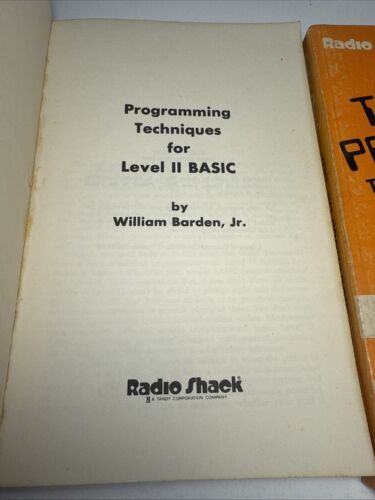 Programming
Techniques
for
Level II BASIC
by
William Barden, Jr.
Radio Shack
A TANDY CORPORATION COMPANY
Radio